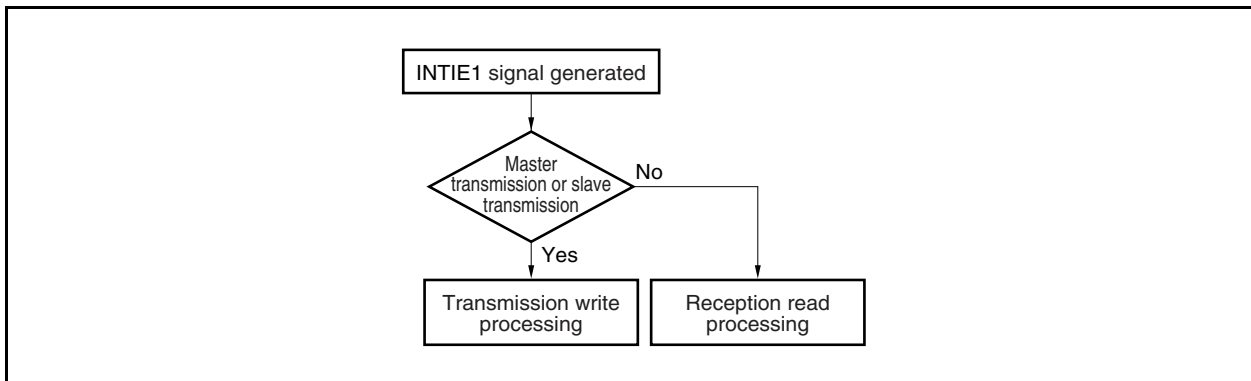 INTIE1 signal generated
Master
transmission or slave
transmission
No
Yes
Transmission write
processing
Reception read
processing